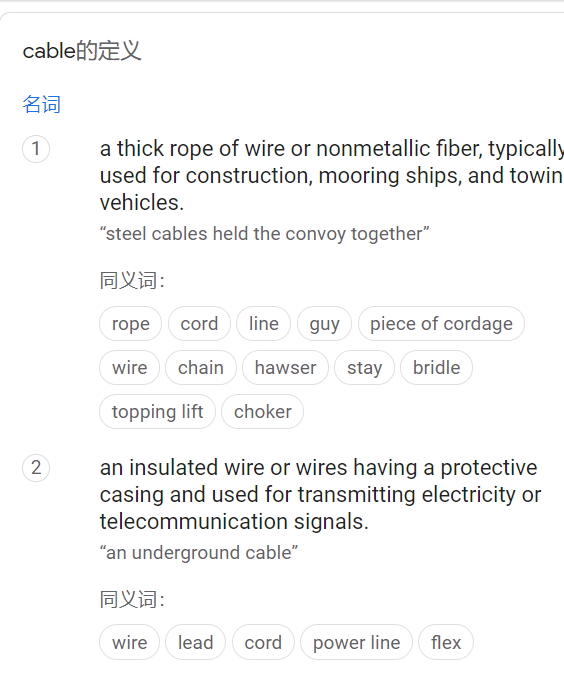 cable的定义
名词
1
a thick rope of wire or nonmetallic fiber, typically
used for construction, mooring ships, and towin
vehicles.
“steel cables held the convoy together”
同义词：
rope cord line guy piece of cordage
wire chain hawser stay bridle
topping lift choker
2
an insulated wire or wires having a protective
casing and used for transmitting electricity or
telecommunication signals.
“an underground cable”
同义词：
wire lead cord power line flex